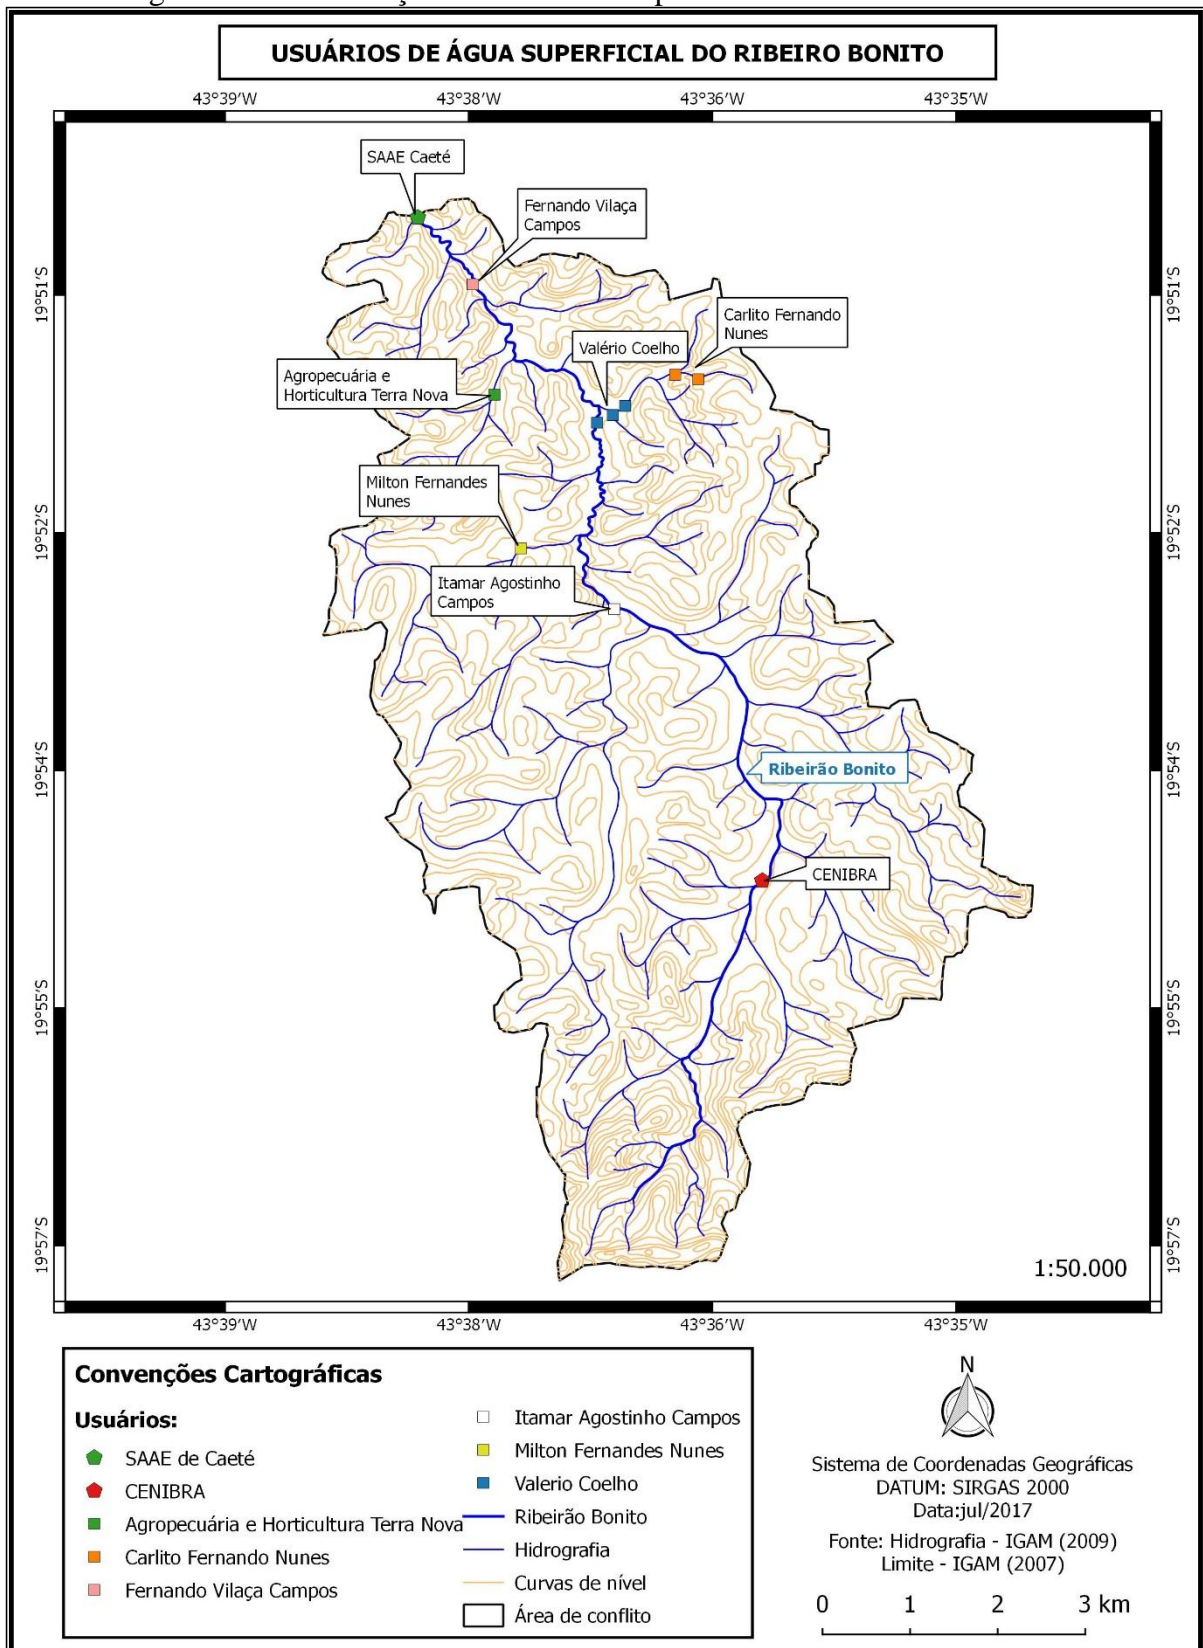 USUÁRIOS DE ÁGUA SUPERFICIAL DO RIBEIRO BONITO
43°39'W
43°38'W
43°36'W
43°35'W
SAAE Caeté
Fernando Vilaça
Campos
19°51'S
19°51'S
Carlito Fernando
Nunes
Valério Coelho
Agropecuária e
Horticultura Terra Nova
Milton Fernandes
Nunes
19°52'S
19°52'S
Itamar Agostinho
Campos
19°54'S
19°54'S
Ribeirão Bonito
CENIBRA
19°55'S
19°55'S
19°57'S
19°57'S
1:50.000
43°39'W
43°38'W
43°36'W
43°35'W
Convenções Cartográficas
Usuários:
SAAE de Caeté
CENIBRA
Agropecuária e Horticultura Terra Nova
Carlito Fernando Nunes
Fernando Vilaça Campos
Itamar Agostinho Campos
Milton Fernandes Nunes
Valerio Coelho
Ribeirão Bonito
Hidrografia
Curvas de nível
Área de conflito
N
Sistema de Coordenadas Geográficas
DATUM: SIRGAS 2000
Data:jul/2017
Fonte: Hidrografia - IGAM (2009)
Limite - IGAM (2007)
0 1 2 3 km